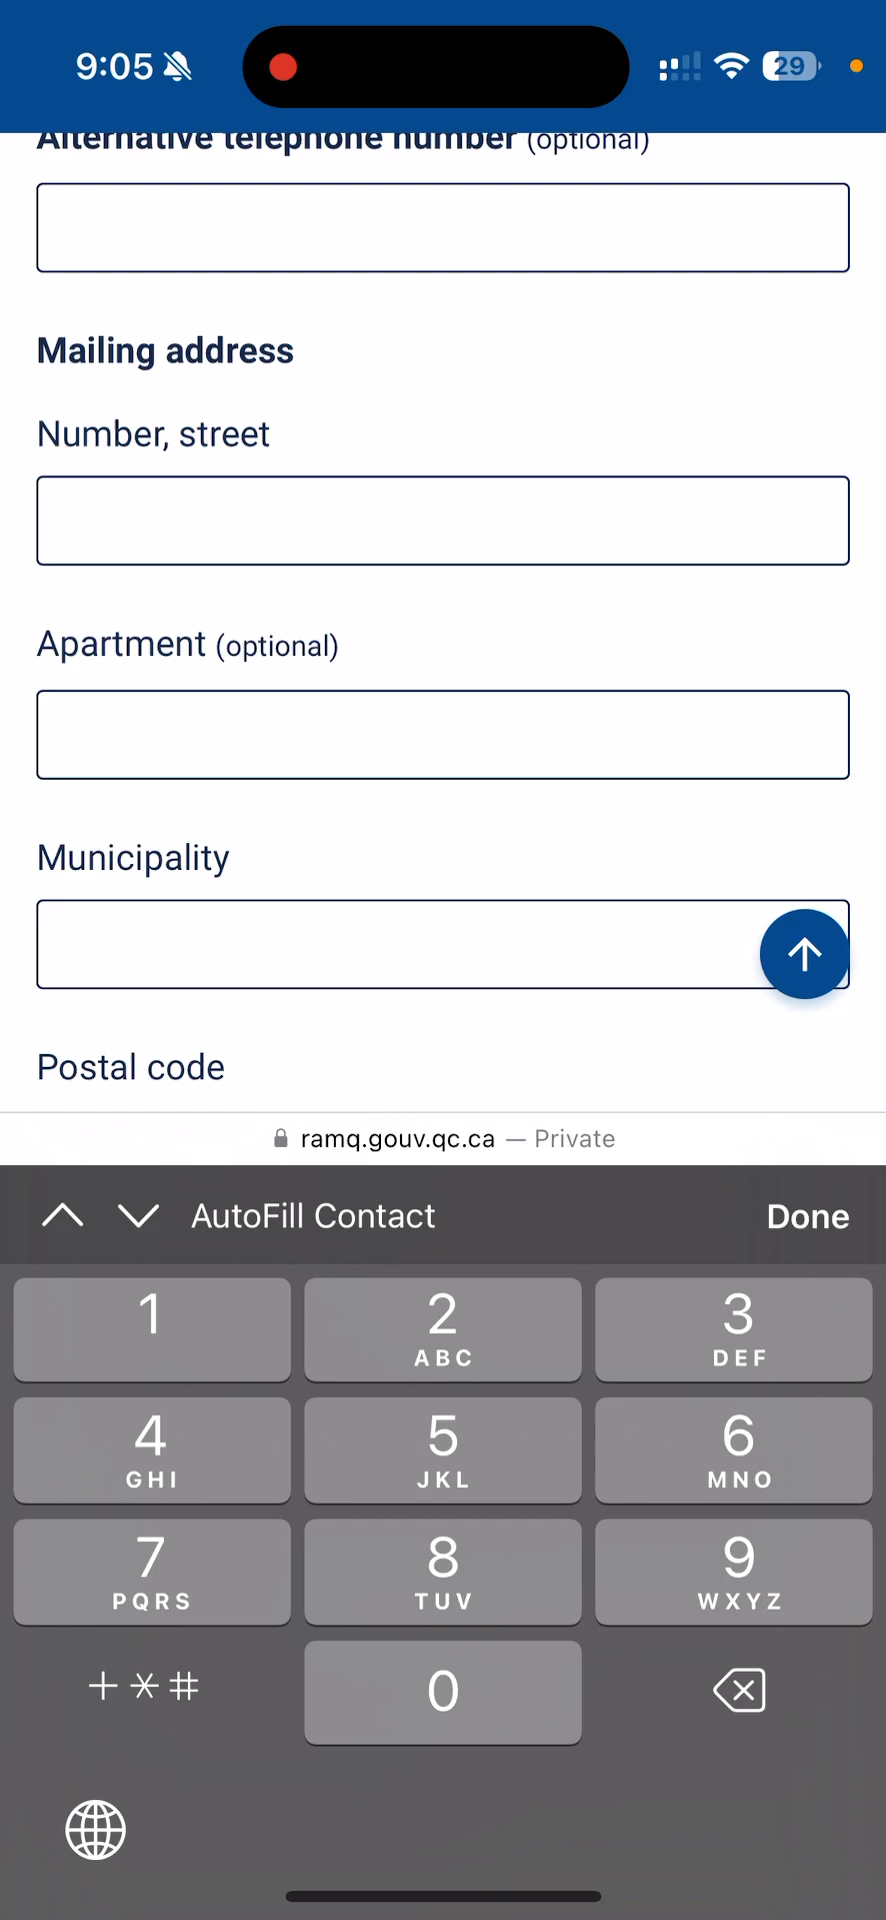 9:05
29
Alternative telephone number (optional)
Mailing address
Number, street
Apartment (optional)
Municipality
Postal code
ramq.gouv.qc.ca — Private
AutoFill Contact
Done
1
2
ABC
3
DEF
4
GHI
5
JKL
6
MNO
7
PQRS
8
TUV
9
WXYZ
+*#
0